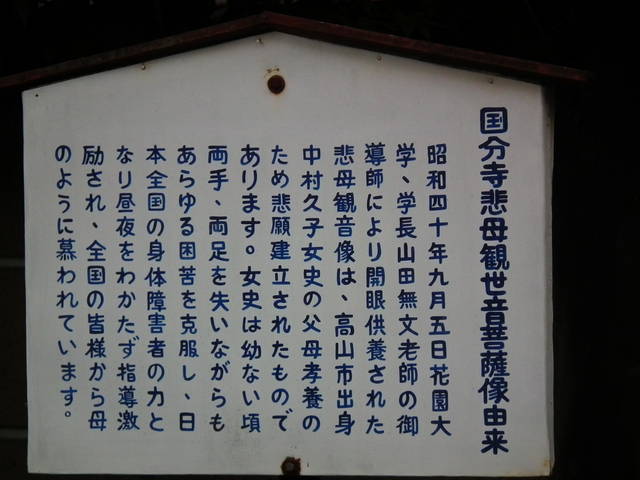 国分寺悲母観世音菩薩像由来
昭和四十年九月五日花園大
学、学長山田無文老師の御
導師により開眼供養された
悲母観音像は、高山市出身
中村久子女史の父母孝養の
ため悲願建立されたもので
あります。女史は幼ない頃
両手、両足を失いながらも
あらゆる困苦を克服し、日
本全国の身体障害者の力と
なり昼夜をわかたず指導激
励され、全国の皆様から母
のように慕われています。